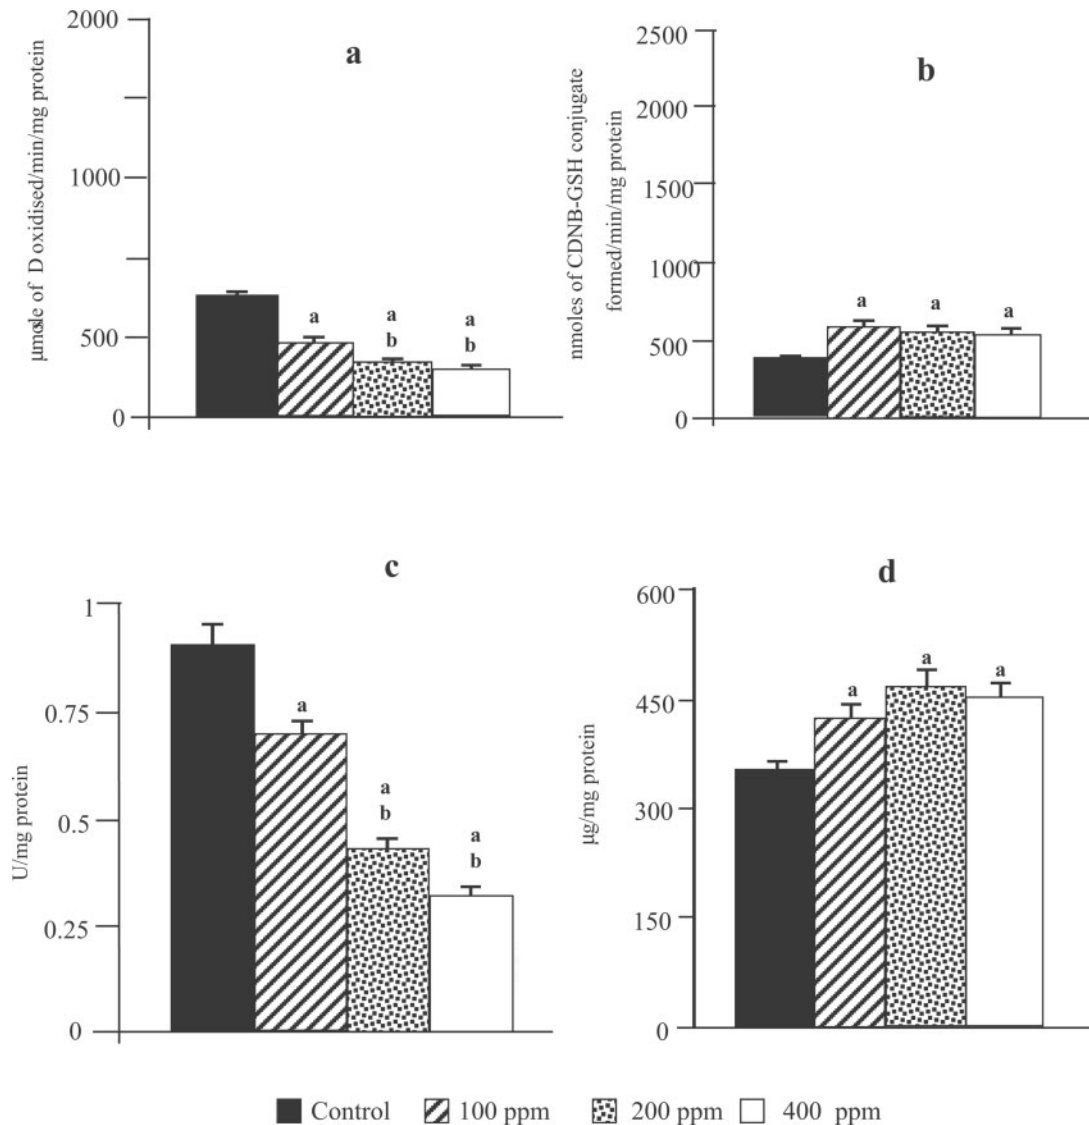 a
2000
1000
500
0
µmole of D oxidised/min/mg protein
a
a
b
a
b
b
2500
2000
1500
1000
500
0
nmoles of CDNB-GSH conjugate
formed/min/mg protein
a
a
a
c
1
0.75
0.5
0.25
0
U/mg protein
a
a
b
a
b
d
600
450
300
150
0
µg/mg protein
a
a
a
Control
100 ppm
200 ppm
400 ppm